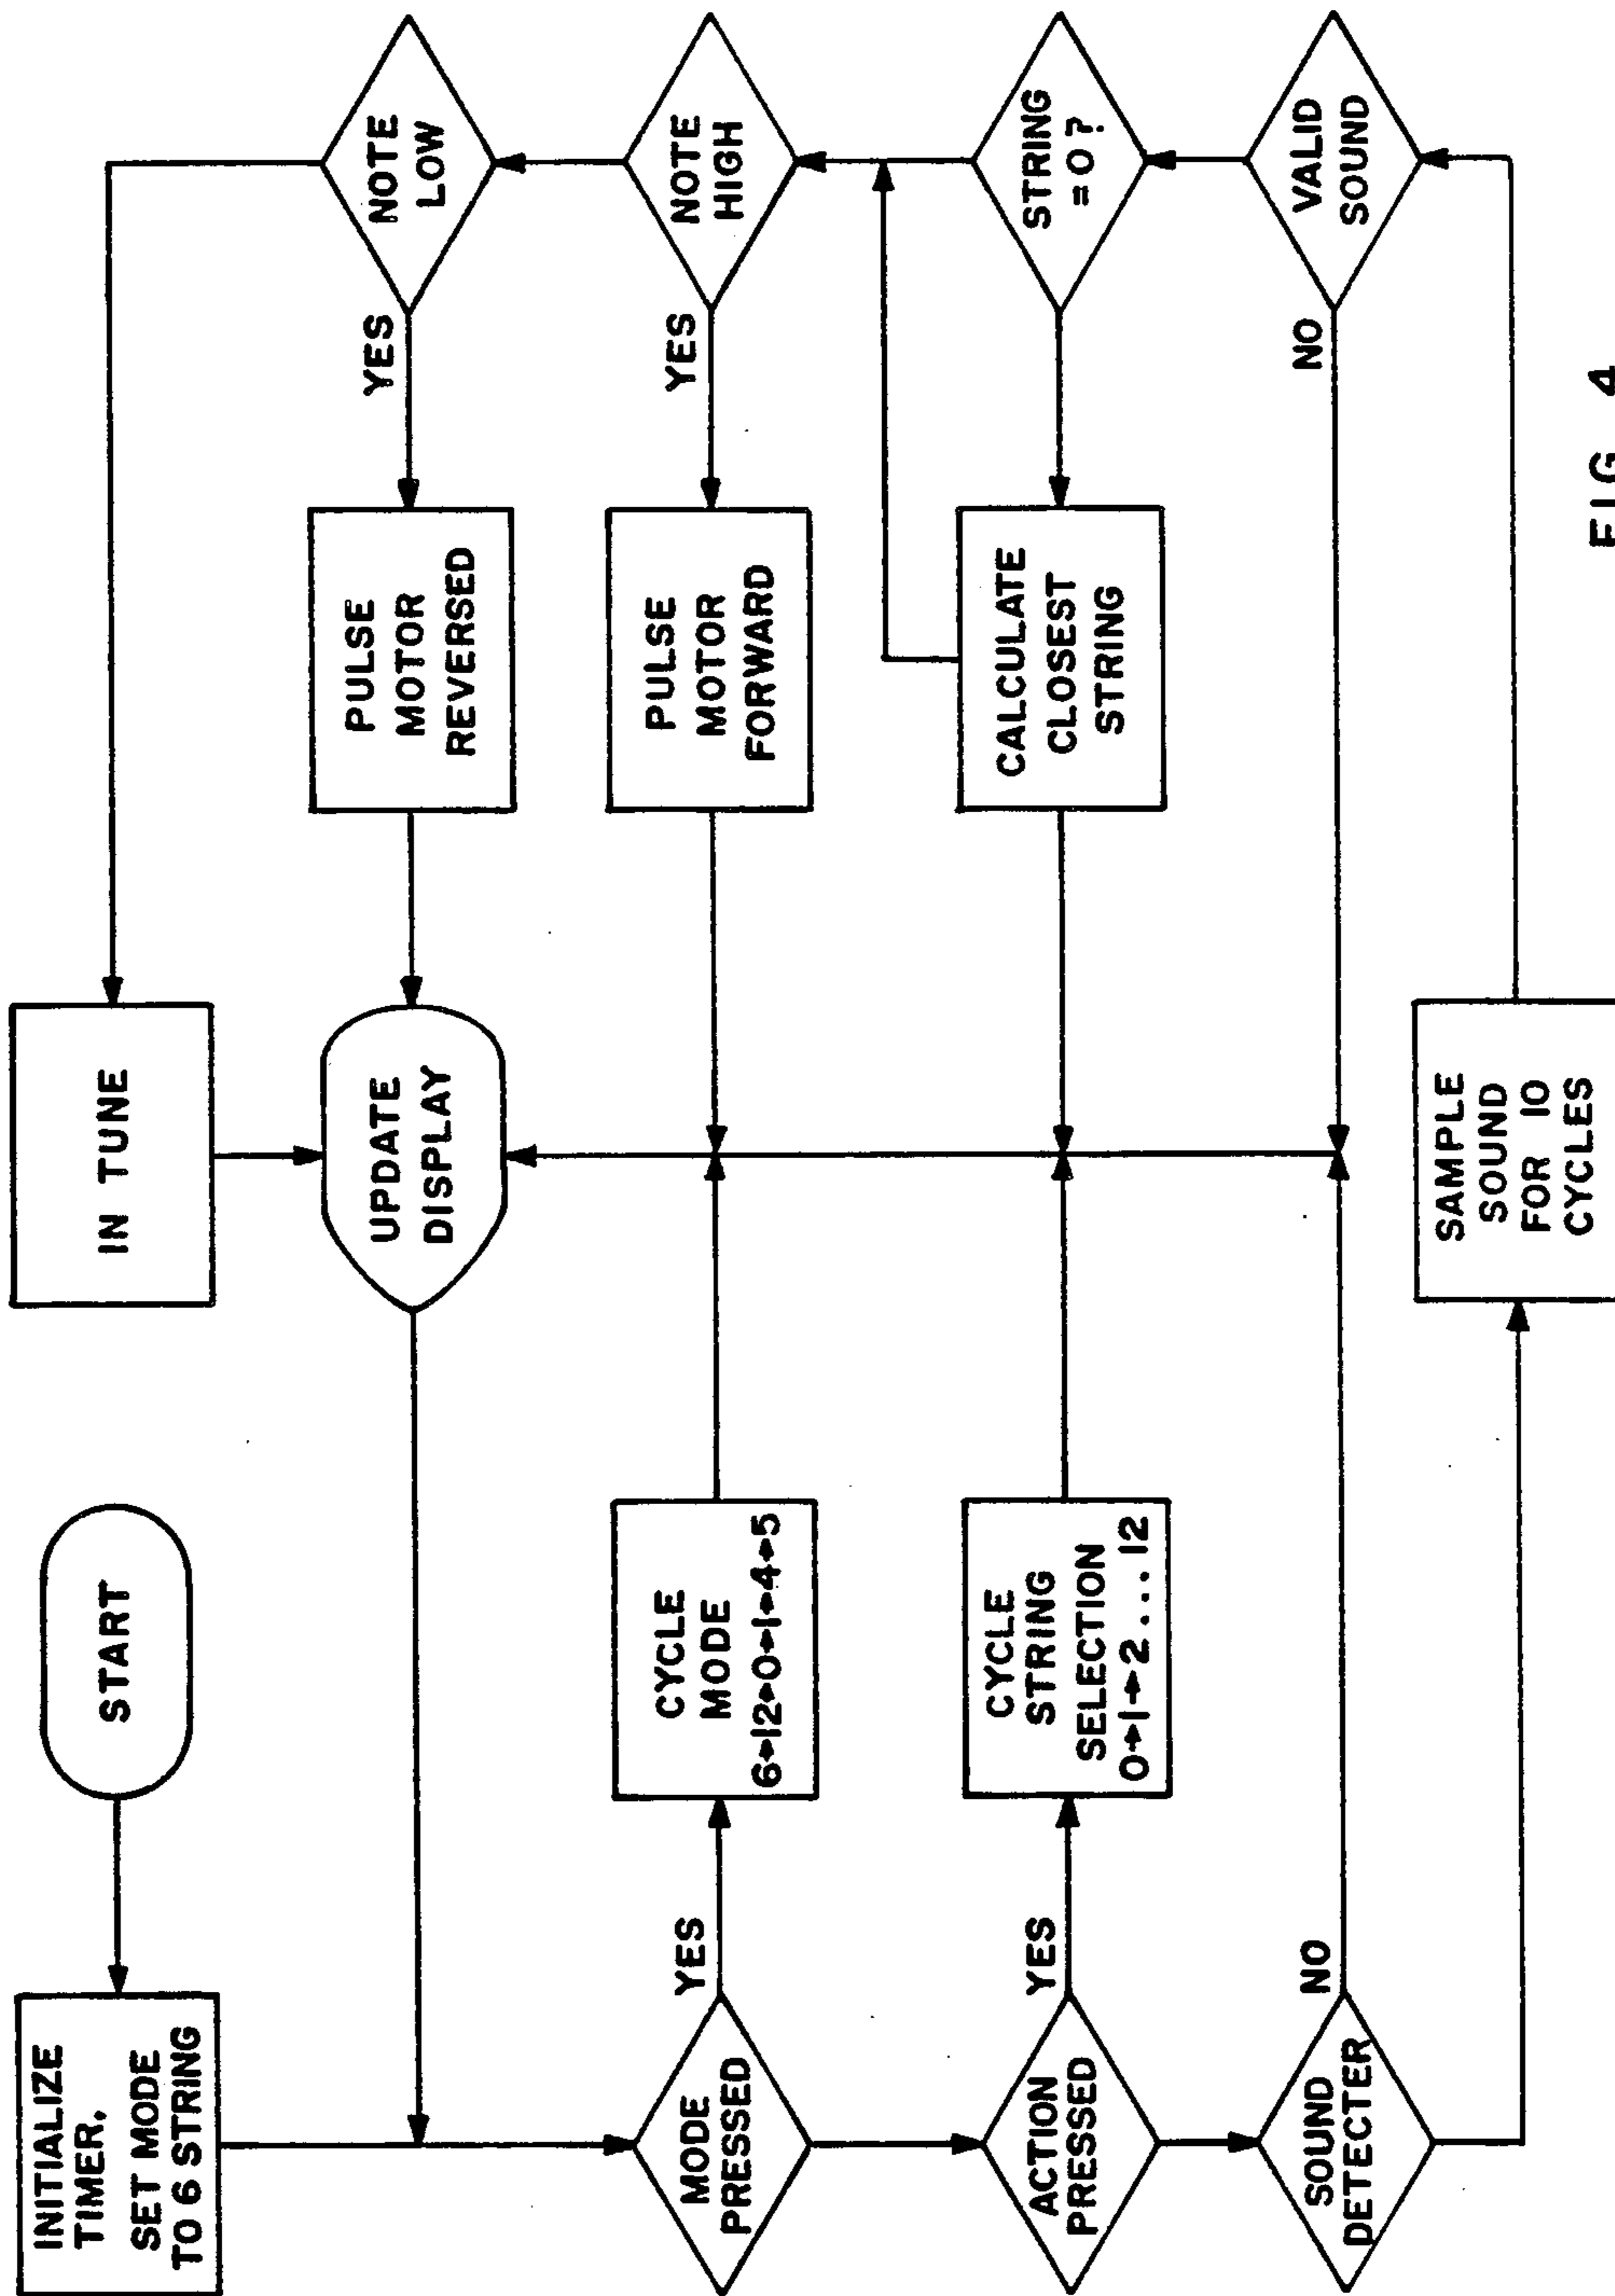 START
INITIALIZE
TIMER.
SET MODE
TO 6 STRING
MODE
PRESSED
YES
CYCLE
MODE
6→12→0→1→4→5
ACTION
PRESSED
YES
CYCLE
STRING
SELECTION
0→1→2...12
SOUND
DETECTER
NO
IN TUNE
UPDATE
DISPLAY
SAMPLE
SOUND
FOR 10
CYCLES
PULSE
MOTOR
REVERSED
YES
NOTE
LOW
PULSE
MOTOR
FORWARD
YES
NOTE
HIGH
CALCULATE
CLOSEST
STRING
STRING
=0?
NO
VALID
SOUND
FIG 4